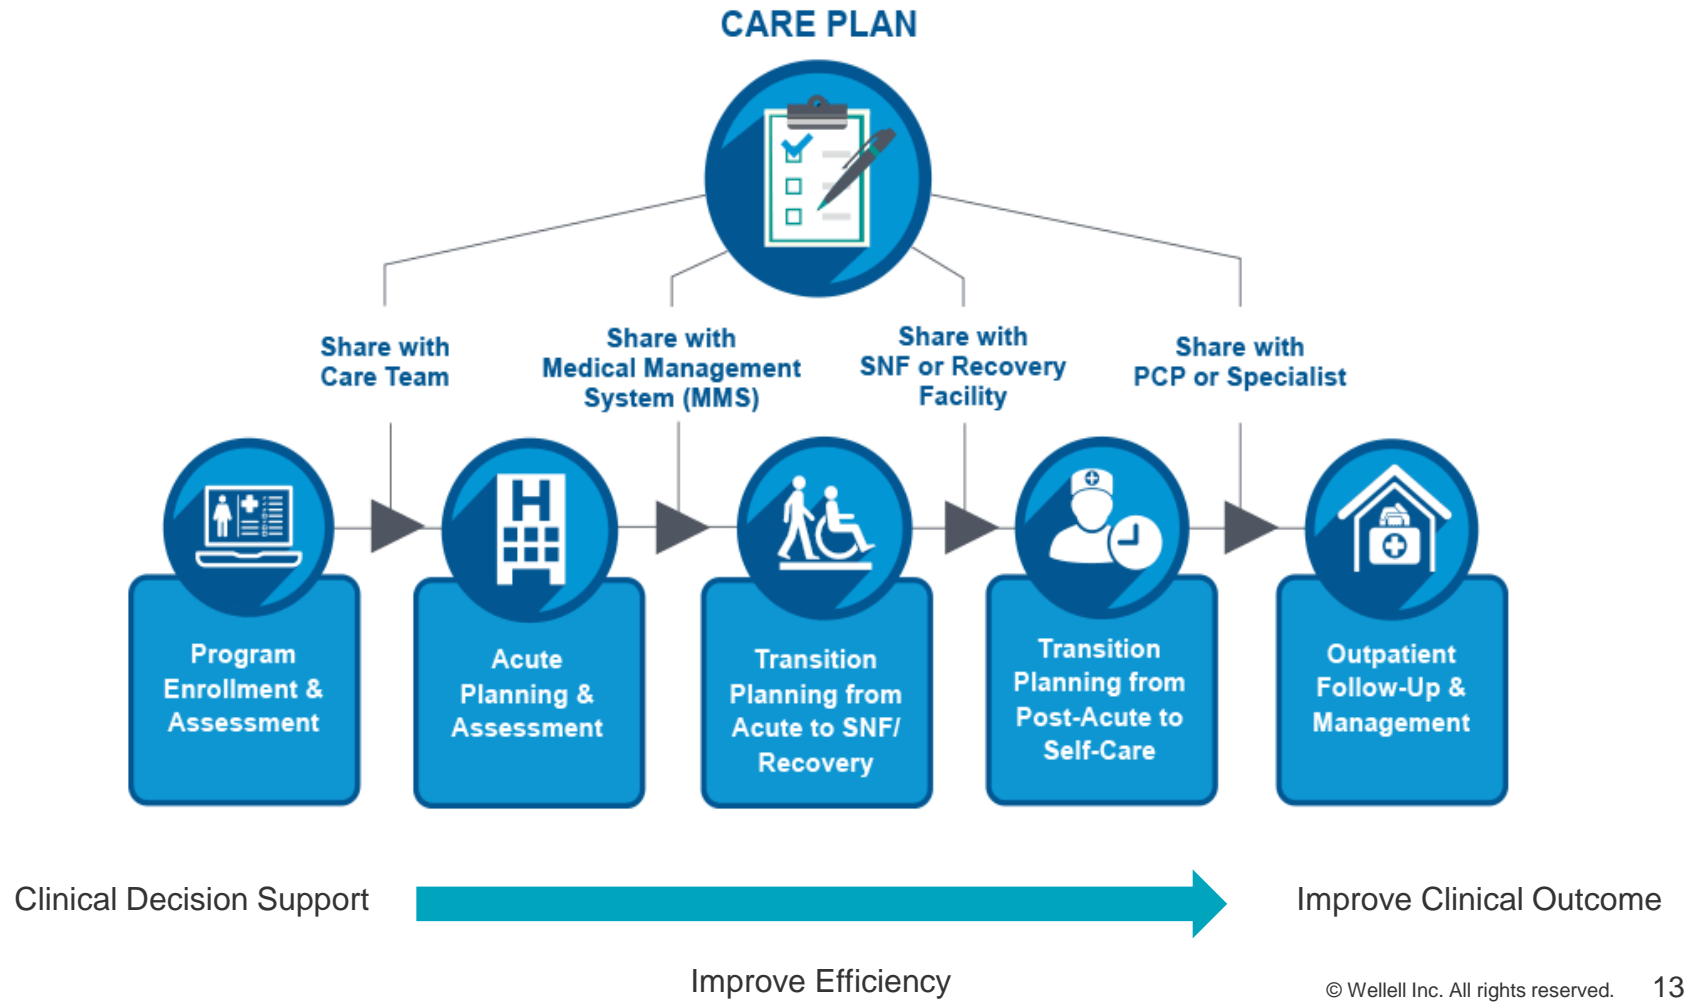 CARE PLAN
Share with
Care Team
Share with
Medical Management
System (MMS)
Share with
SNF or Recovery
Facility
Share with
PCP or Specialist
H
Program
Enrollment &
Assessment
Acute
Planning &
Assessment
Transition
Planning from
Acute to SNF/
Recovery
Transition
Planning from
Post-Acute to
Self-Care
Outpatient
Follow-Up &
Management
Clinical Decision Support
Improve Clinical Outcome
Improve Efficiency
© Wellell Inc. All rights reserved. 13